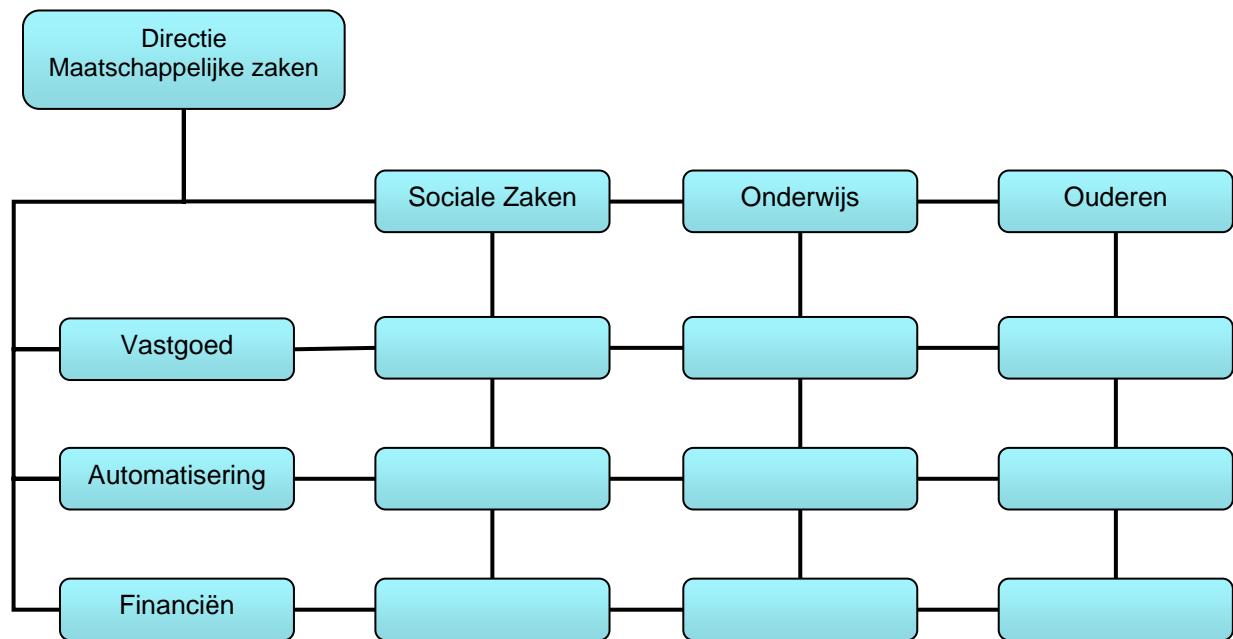 Directie
Maatschappelijke zaken
Sociale Zaken
Onderwijs
Ouderen
Vastgoed
Automatisering
Financiën